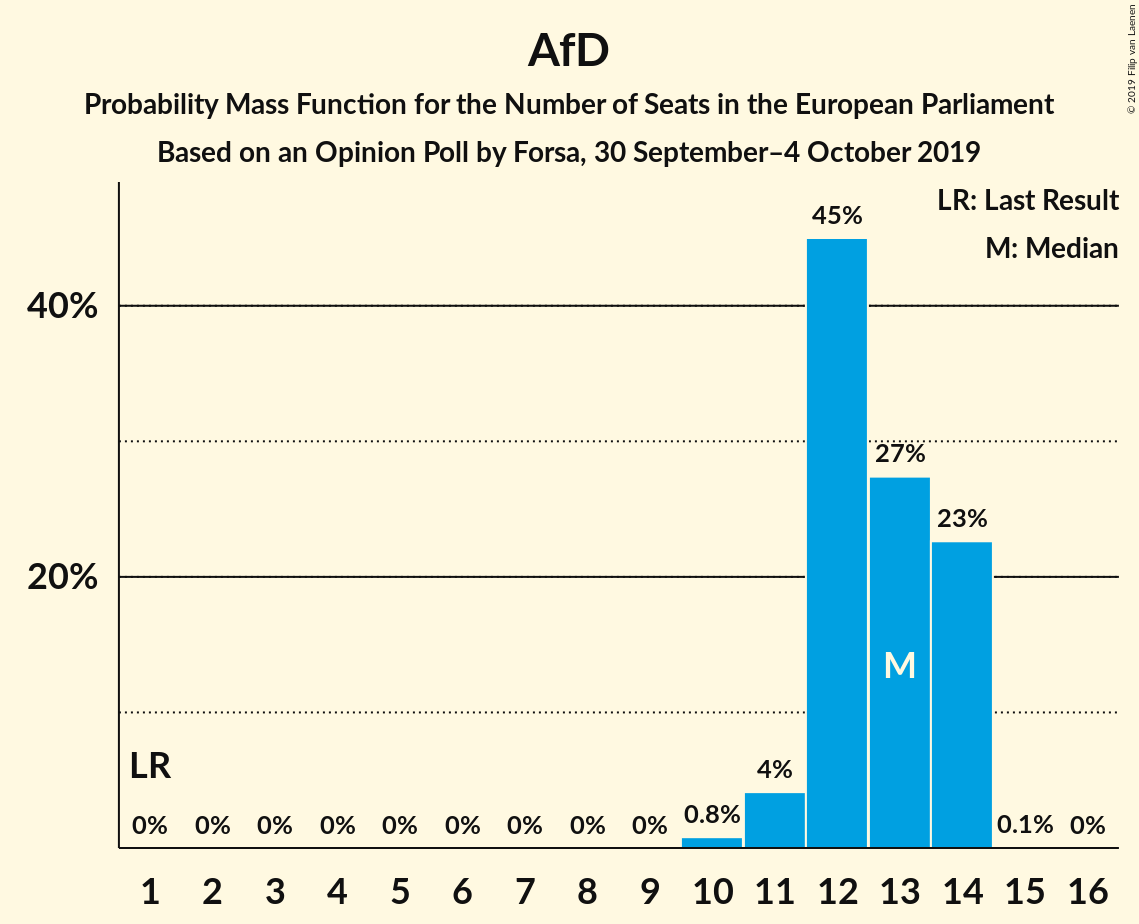 AfD
Probability Mass Function for the Number of Seats in the European Parliament
Based on an Opinion Poll by Forsa, 30 September–4 October 2019
© 2019 Filip van Laenen
LR: Last Result
M: Median
40%
20%
45%
27%
23%
M
LR
4%
0% 0% 0% 0% 0% 0% 0% 0% 0% 0.8% 0.1% 0%
1 2 3 4 5 6 7 8 9 10 11 12 13 14 15 16